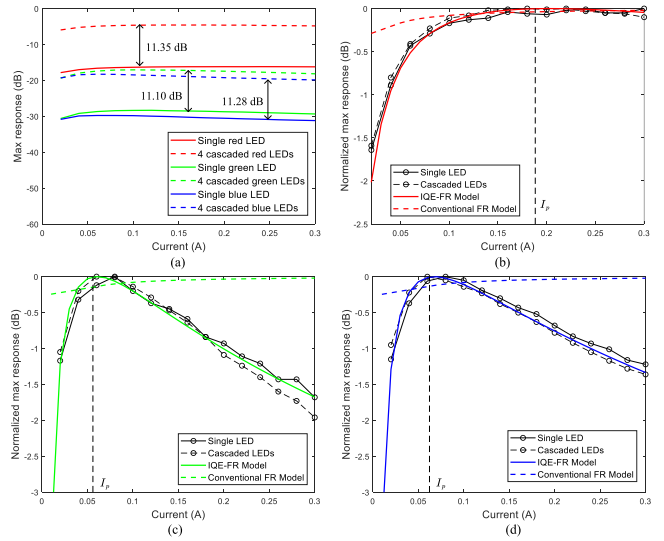 0
-10
-20
-30
-40
-50
-60
Max response (dB)
11.35 dB
11.10 dB
11.28 dB
Single red LED
4 cascaded red LEDs
Single green LED
4 cascaded green LEDs
Single blue LED
4 cascaded blue LEDs
0 0.05 0.1 0.15 0.2 0.25 0.3
Current (A)
(a)
0
-0.5
-1
-1.5
-2
-2.5
Normalized max response (dB)
Single LED
Cascaded LEDs
IQE-FR Model
Conventional FR Model
I_p
0.05 0.1 0.15 0.2 0.25 0.3
Current (A)
(b)
0
-0.5
-1
-1.5
-2
-2.5
-3
Normalized max response (dB)
I_p
Single LED
Cascaded LEDs
IQE-FR Model
Conventional FR Model
0 0.05 0.1 0.15 0.2 0.25 0.3
Current (A)
(c)
0
-0.5
-1
-1.5
-2
-2.5
-3
Normalized max response (dB)
I_p
Single LED
Cascaded LEDs
IQE-FR Model
Conventional FR Model
0 0.05 0.1 0.15 0.2 0.25 0.3
Current (A)
(d)